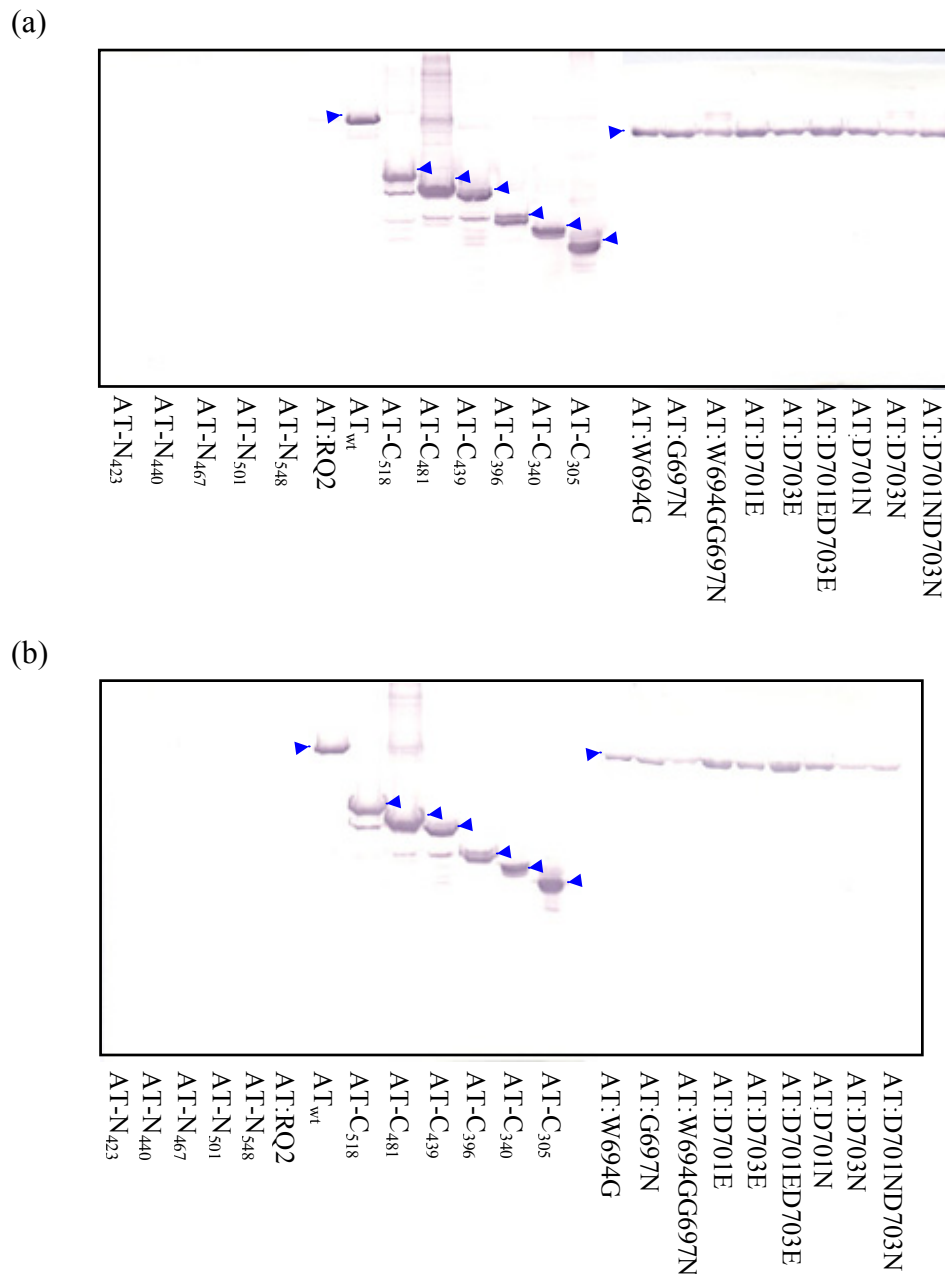 (a)
AT-N₄₂₃
AT-N₄₄₀
AT-N₄₆₇
AT-N₅₀₁
AT-N₅₄₈
AT:RQ2
ATwt
AT-C₅₁₈
AT-C₄₈₁
AT-C₄₃₉
AT-C₃₉₆
AT-C₃₄₀
AT-C₃₀₅
AT:W694G
AT:G697N
AT:W694GG697N
AT:D701E
AT:D703E
AT:D701ED703E
AT:D701N
AT:D703N
AT:D701ND703N
(b)
AT-N₄₂₃
AT-N₄₄₀
AT-N₄₆₇
AT-N₅₀₁
AT-N₅₄₈
AT:RQ2
ATwt
AT-C₅₁₈
AT-C₄₈₁
AT-C₄₃₉
AT-C₃₉₆
AT-C₃₄₀
AT-C₃₀₅
AT:W694G
AT:G697N
AT:W694GG697N
AT:D701E
AT:D703E
AT:D701ED703E
AT:D701N
AT:D703N
AT:D701ND703N